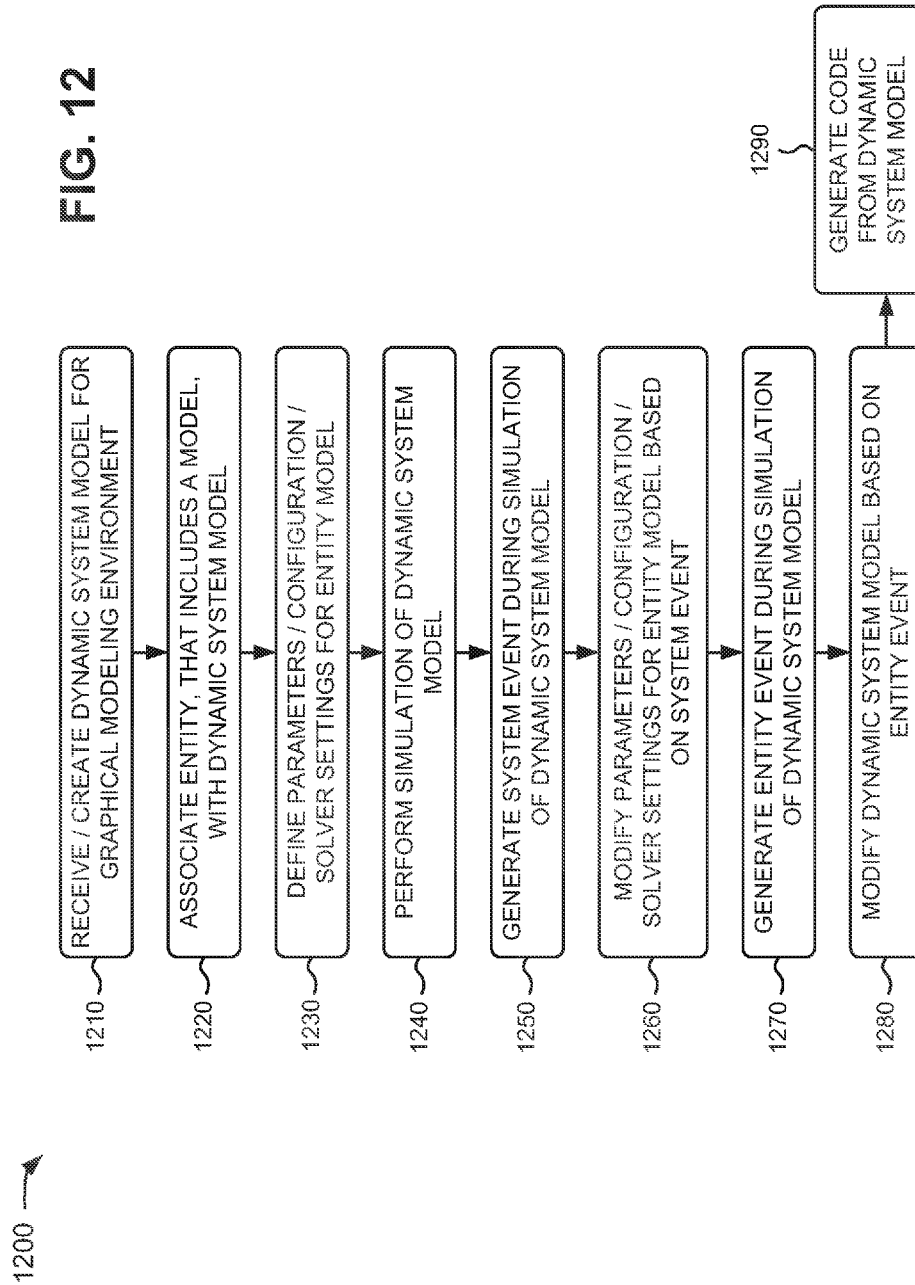 1200
FIG. 12
1210
RECEIVE / CREATE DYNAMIC SYSTEM MODEL FOR
GRAPHICAL MODELING ENVIRONMENT
1220
ASSOCIATE ENTITY, THAT INCLUDES A MODEL,
WITH DYNAMIC SYSTEM MODEL
1230
DEFINE PARAMETERS / CONFIGURATION /
SOLVER SETTINGS FOR ENTITY MODEL
1240
PERFORM SIMULATION OF DYNAMIC SYSTEM
MODEL
1250
GENERATE SYSTEM EVENT DURING SIMULATION
OF DYNAMIC SYSTEM MODEL
1260
MODIFY PARAMETERS / CONFIGURATION /
SOLVER SETTINGS FOR ENTITY MODEL BASED
ON SYSTEM EVENT
1270
GENERATE ENTITY EVENT DURING SIMULATION
OF DYNAMIC SYSTEM MODEL
1280
MODIFY DYNAMIC SYSTEM MODEL BASED ON
ENTITY EVENT
1290
GENERATE CODE
FROM DYNAMIC
SYSTEM MODEL